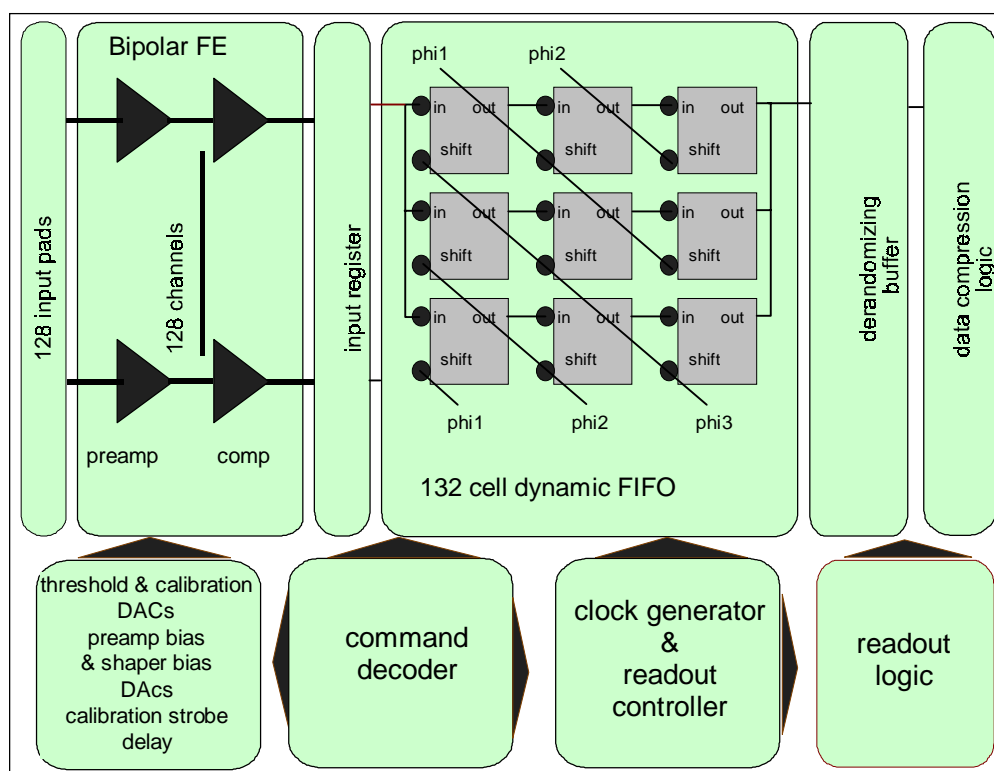 Bipolar FE
phi1
phi2
128 input pads
128 channels
preamp
comp
input register
in out
in out
in out
shift
shift
shift
in out
in out
in out
shift
shift
shift
in out
in out
in out
shift
shift
shift
phi1
phi2
phi3
132 cell dynamic FIFO
derandomizing
buffer
data compression
logic
threshold & calibration
DACs
preamp bias
& shaper bias
DAcs
calibration strobe
delay
command
decoder
clock generator
&
readout
controller
readout
logic